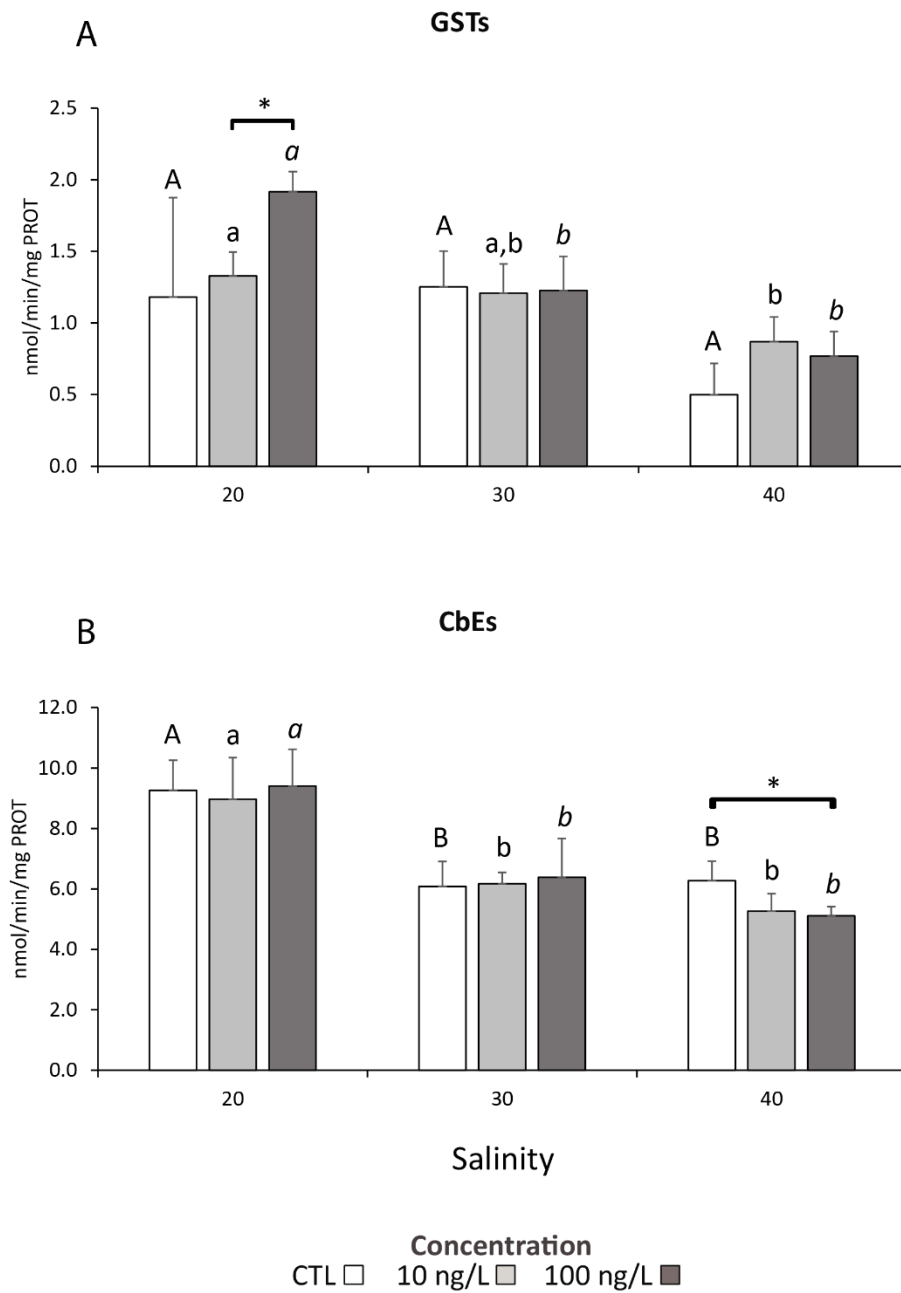 A
GSTs
nmol/min/mg PROT
2.5
2.0
1.5
1.0
0.5
0.0
*
A
a
a
A
a,b
b
A
b
b
20 30 40
B
CbEs
nmol/min/mg PROT
12.0
10.0
8.0
6.0
4.0
2.0
0.0
A
a
a
B
b
b
*
B
b
b
20 30 40
Salinity
Concentration
CTL 10 ng/L 100 ng/L